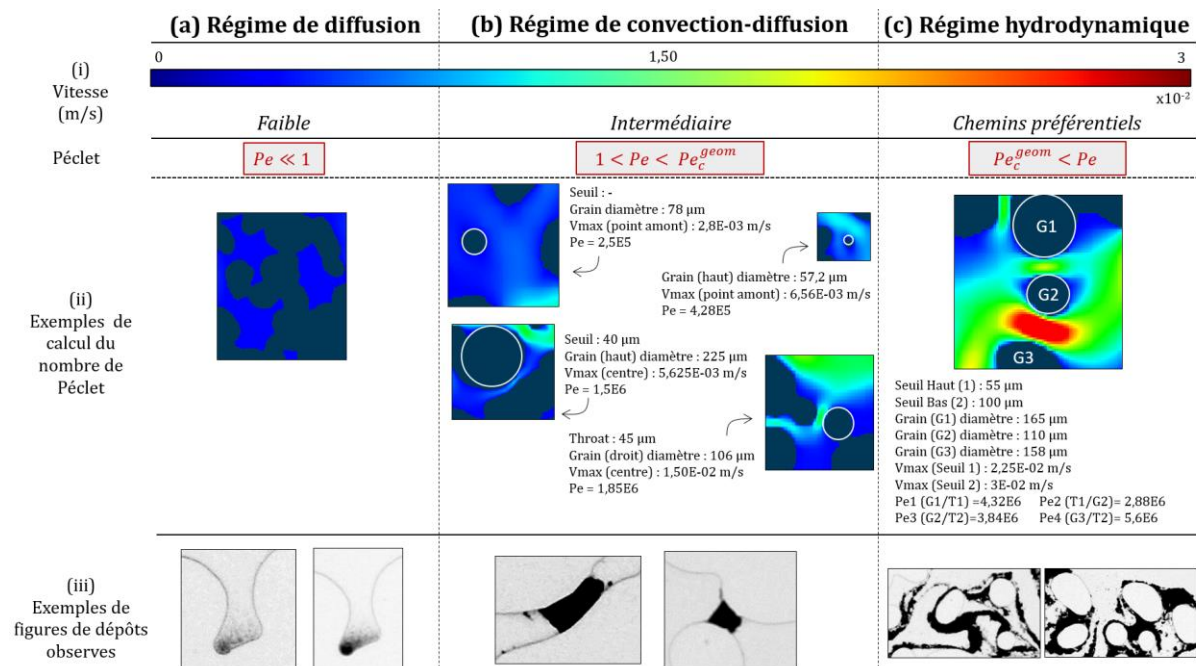 (a) Régime de diffusion
(b) Régime de convection-diffusion
(c) Régime hydrodynamique
(i)
Vitesse
(m/s)
0
1,50
3
x10-2
Faible
Intermédiaire
Chemins préférentiels
Péclet
Pe ≪ 1
1 < Pe < Pe_c^geom
Pe_c^geom < Pe
(ii)
Exemples de
calcul du
nombre de
Péclet
Seuil : -
Grain diamètre : 78 µm
Vmax (point amont) : 2,8E-03 m/s
Pe = 2,5E5
Grain (haut) diamètre : 57,2 µm
Vmax (point amont) : 6,56E-03 m/s
Pe = 4,28E5
Seuil : 40 µm
Grain (haut) diamètre : 225 µm
Vmax (centre) : 5,625E-03 m/s
Pe = 1,5E6
Throat : 45 µm
Grain (droit) diamètre : 106 µm
Vmax (centre) : 1,50E-02 m/s
Pe = 1,85E6
G1
G2
G3
Seuil Haut (1) : 55 µm
Seuil Bas (2) : 100 µm
Grain (G1) diamètre : 165 µm
Grain (G2) diamètre : 110 µm
Grain (G3) diamètre : 158 µm
Vmax (Seuil 1) : 2,25E-02 m/s
Vmax (Seuil 2) : 3E-02 m/s
Pe1 (G1/T1) =4,32E6 Pe2 (T1/G2)= 2,88E6
Pe3 (G2/T2)=3,84E6 Pe4 (G3/T2)= 5,6E6
(iii)
Exemples de
figures de dépôts
observes